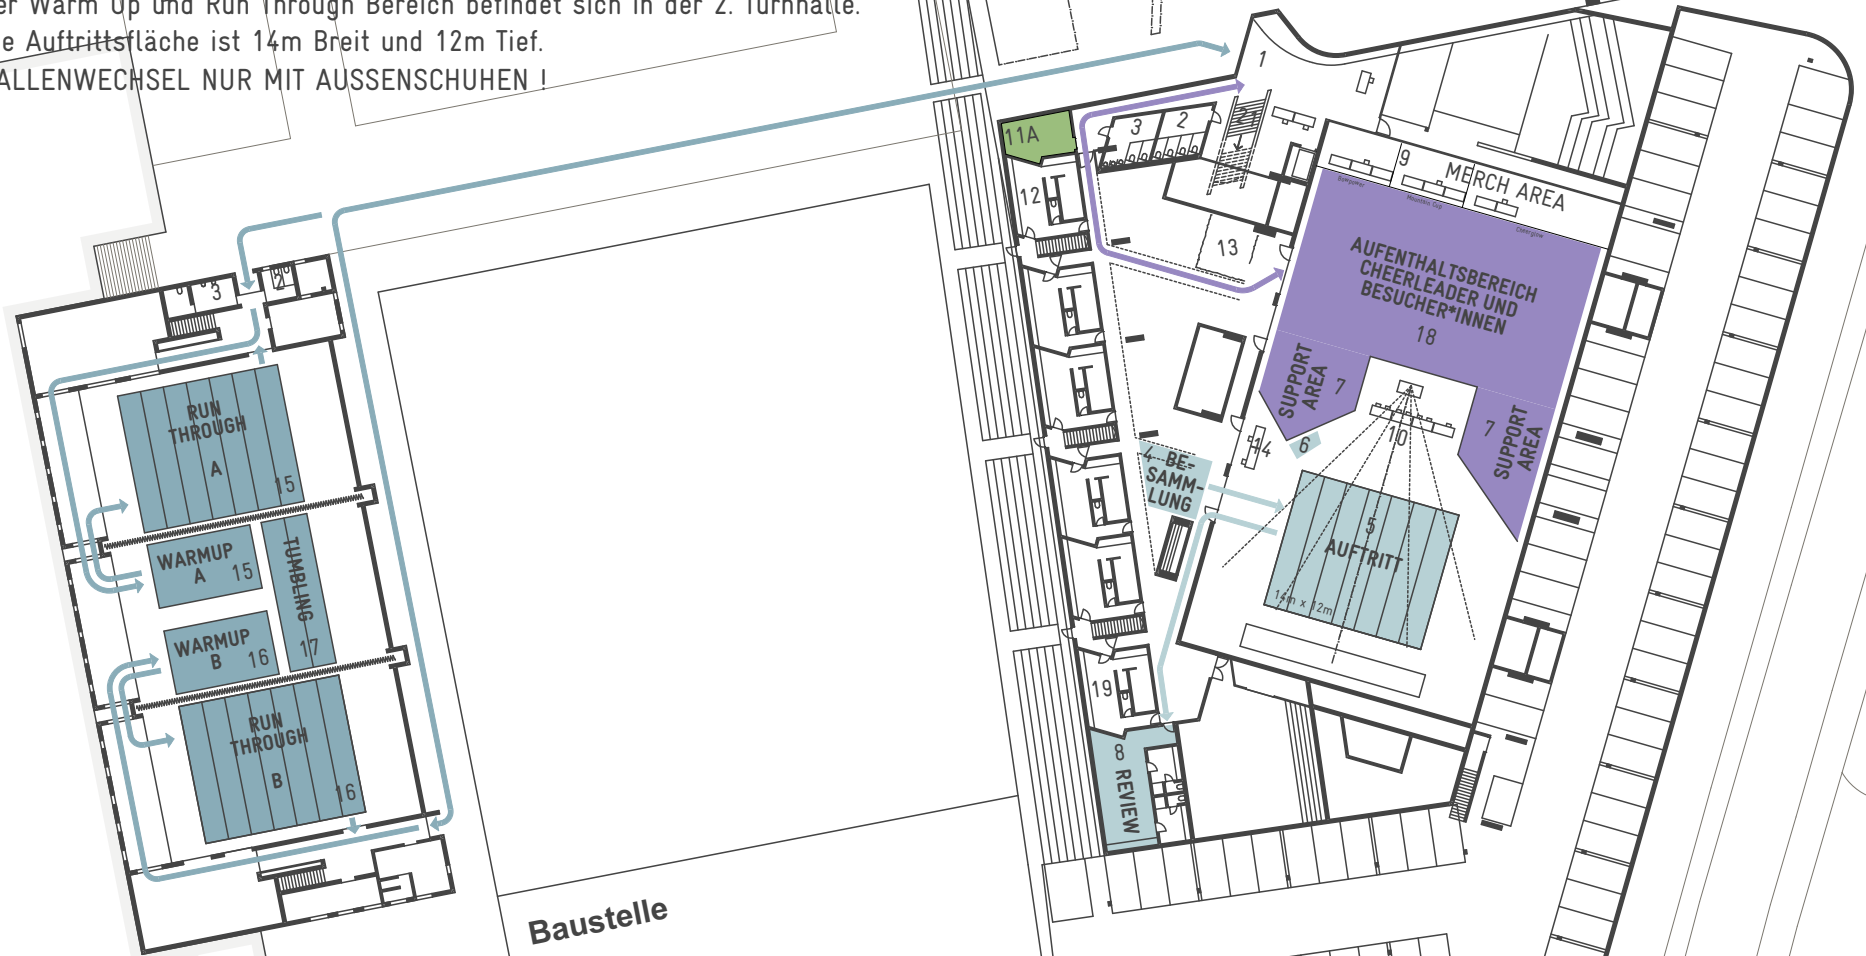 er Warm Up und Run Through Bereich befindet sich in der 2. Turnhalle.
e Auftrittsfläche ist 14m Breit und 12m Tief.
ALLENWECHSEL NUR MIT AUSSENSCHUHEN !
1
11A
3
2
21
9
MERCH AREA
Mountain Cup
12
13
AUFENTHALTSBEREICH
CHEERLEADER UND
BESUCHER*INNEN
18
3
2
SUPPORT
AREA
7
7
SUPPORT
AREA
10
6
14
4 BE-
SAMM-
LUNG
5
AUFTRITT
14m x 12m
RUN
THROUGH
A
15
WARMUP
A
15
TUMBLING
17
WARMUP
B
16
RUN
THROUGH
B
16
19
8
REVIEW
Baustelle